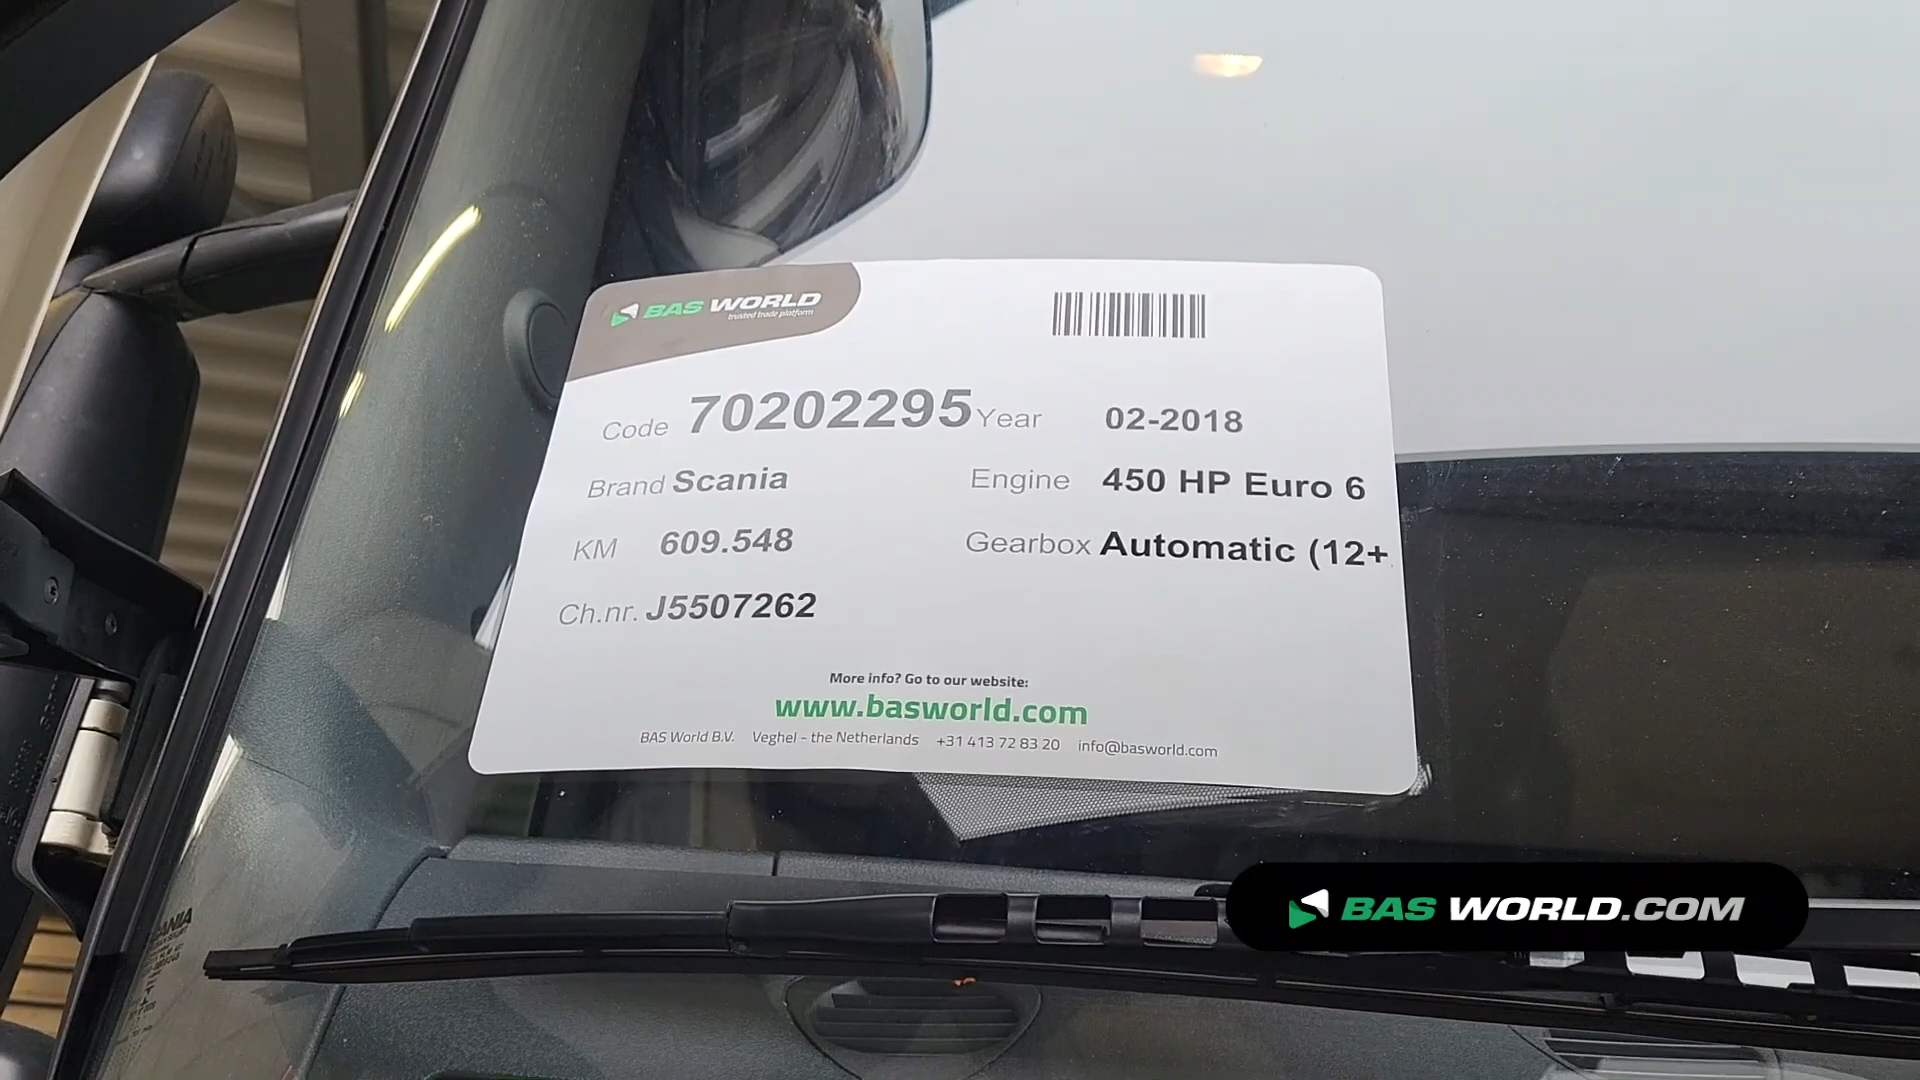 BAS WORLD
trusted trade platform
Code 70202295 Year 02-2018
Brand Scania Engine 450 HP Euro 6
KM 609.548 Gearbox Automatic (12+
Ch.nr. J5507262
More info? Go to our website:
www.basworld.com
BAS World B.V. Veghel - the Netherlands +31 413 72 83 20 info@basworld.com
BAS WORLD.COM